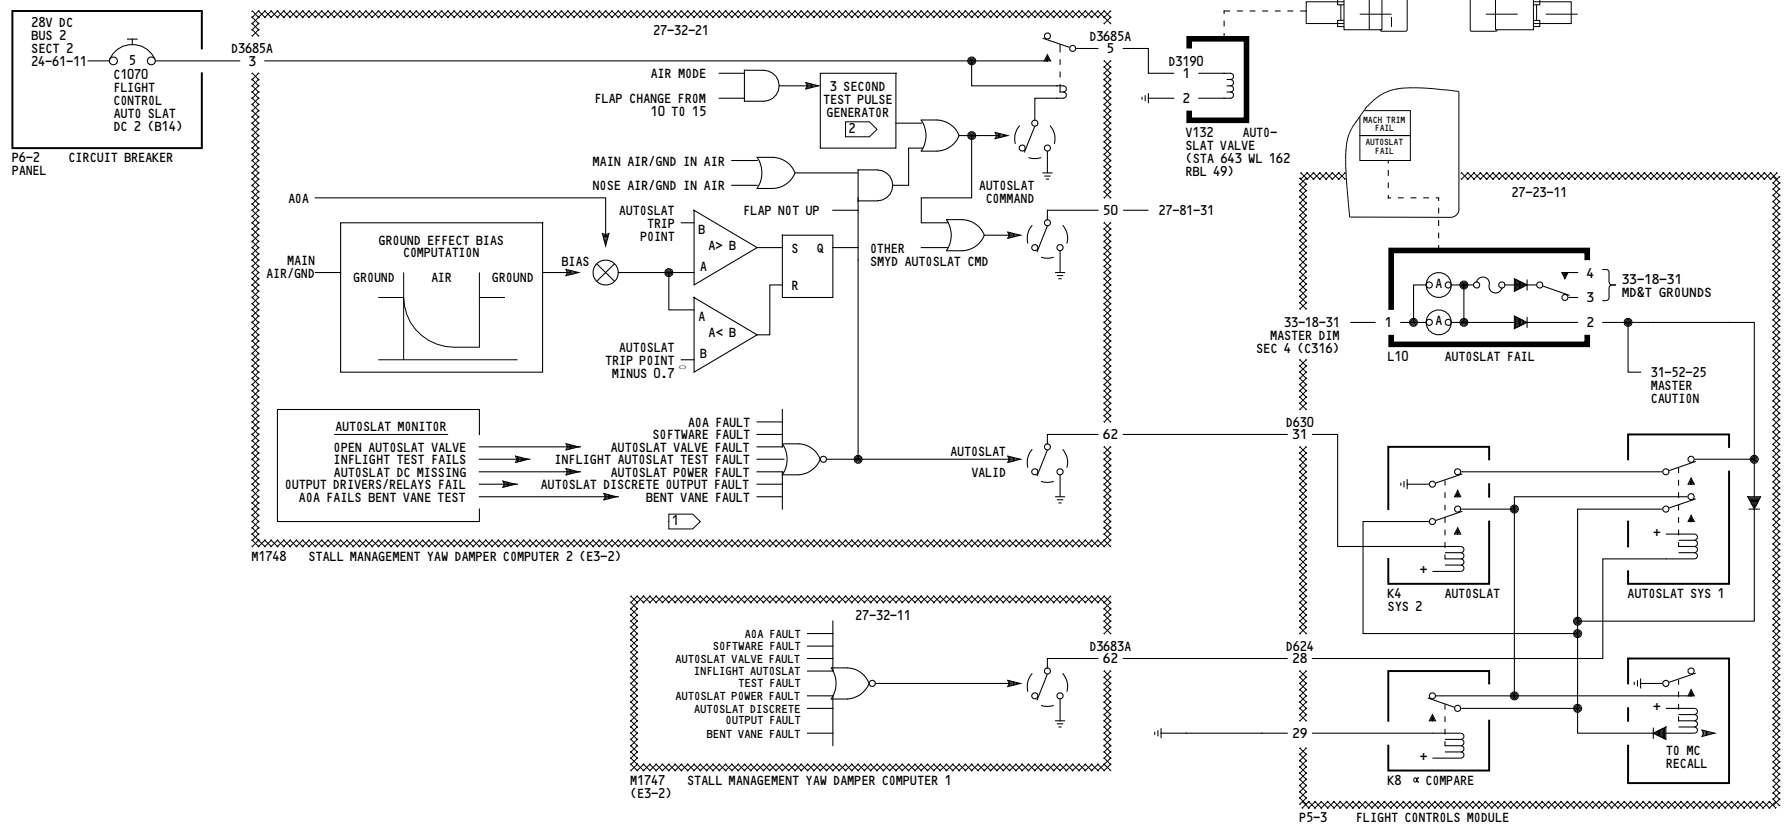 28V DC
BUS 2
SECT 2
24-61-11
5
C1070
FLIGHT
CONTROL
AUTO SLAT
DC 2 (B14)
P6-2 CIRCUIT BREAKER
PANEL
D3685A
3
27-32-21
AIR MODE
FLAP CHANGE FROM
10 TO 15
3 SECOND
TEST PULSE
GENERATOR
2
MAIN AIR/GND IN AIR
NOSE AIR/GND IN AIR
FLAP NOT UP
AOA
AUTOSLAT
TRIP
POINT
B
A> B
A
S Q
R
GROUND EFFECT BIAS
COMPUTATION
GROUND AIR GROUND
MAIN
AIR/GND
BIAS
A
A< B
B
AUTOSLAT
TRIP POINT
MINUS 0.7°
OTHER
SMYD AUTOSLAT CMD
AUTOSLAT
COMMAND
D3685A
5
50
27-81-31
D3190
1
2
V132 AUTO-
SLAT VALVE
(STA 643 WL 162
RBL 49)
AUTOSLAT MONITOR
OPEN AUTOSLAT VALVE
INFLIGHT TEST FAILS
AUTOSLAT DC MISSING
OUTPUT DRIVERS/RELAYS FAIL
AOA FAILS BENT VANE TEST
AOA FAULT
SOFTWARE FAULT
AUTOSLAT VALVE FAULT
INFLIGHT AUTOSLAT TEST FAULT
AUTOSLAT POWER FAULT
AUTOSLAT DISCRETE OUTPUT FAULT
BENT VANE FAULT
1
AUTOSLAT
VALID
62
M1748 STALL MANAGEMENT YAW DAMPER COMPUTER 2 (E3-2)
27-32-11
AOA FAULT
SOFTWARE FAULT
AUTOSLAT VALVE FAULT
INFLIGHT AUTOSLAT
TEST FAULT
AUTOSLAT POWER FAULT
AUTOSLAT DISCRETE
OUTPUT FAULT
BENT VANE FAULT
D3683A
62
M1747 STALL MANAGEMENT YAW DAMPER COMPUTER 1
(E3-2)
MACH TRIM
FAIL
AUTOSLAT
FAIL
27-23-11
A
A
4
3
33-18-31
MD&T GROUNDS
33-18-31
MASTER DIM
SEC 4 (C316)
1
2
L10 AUTOSLAT FAIL
31-52-25
MASTER
CAUTION
D630
31
+
K4 AUTOSLAT
SYS 2
+
AUTOSLAT SYS 1
D624
28
29
+
K8 ∝ COMPARE
+
TO MC
RECALL
P5-3 FLIGHT CONTROLS MODULE